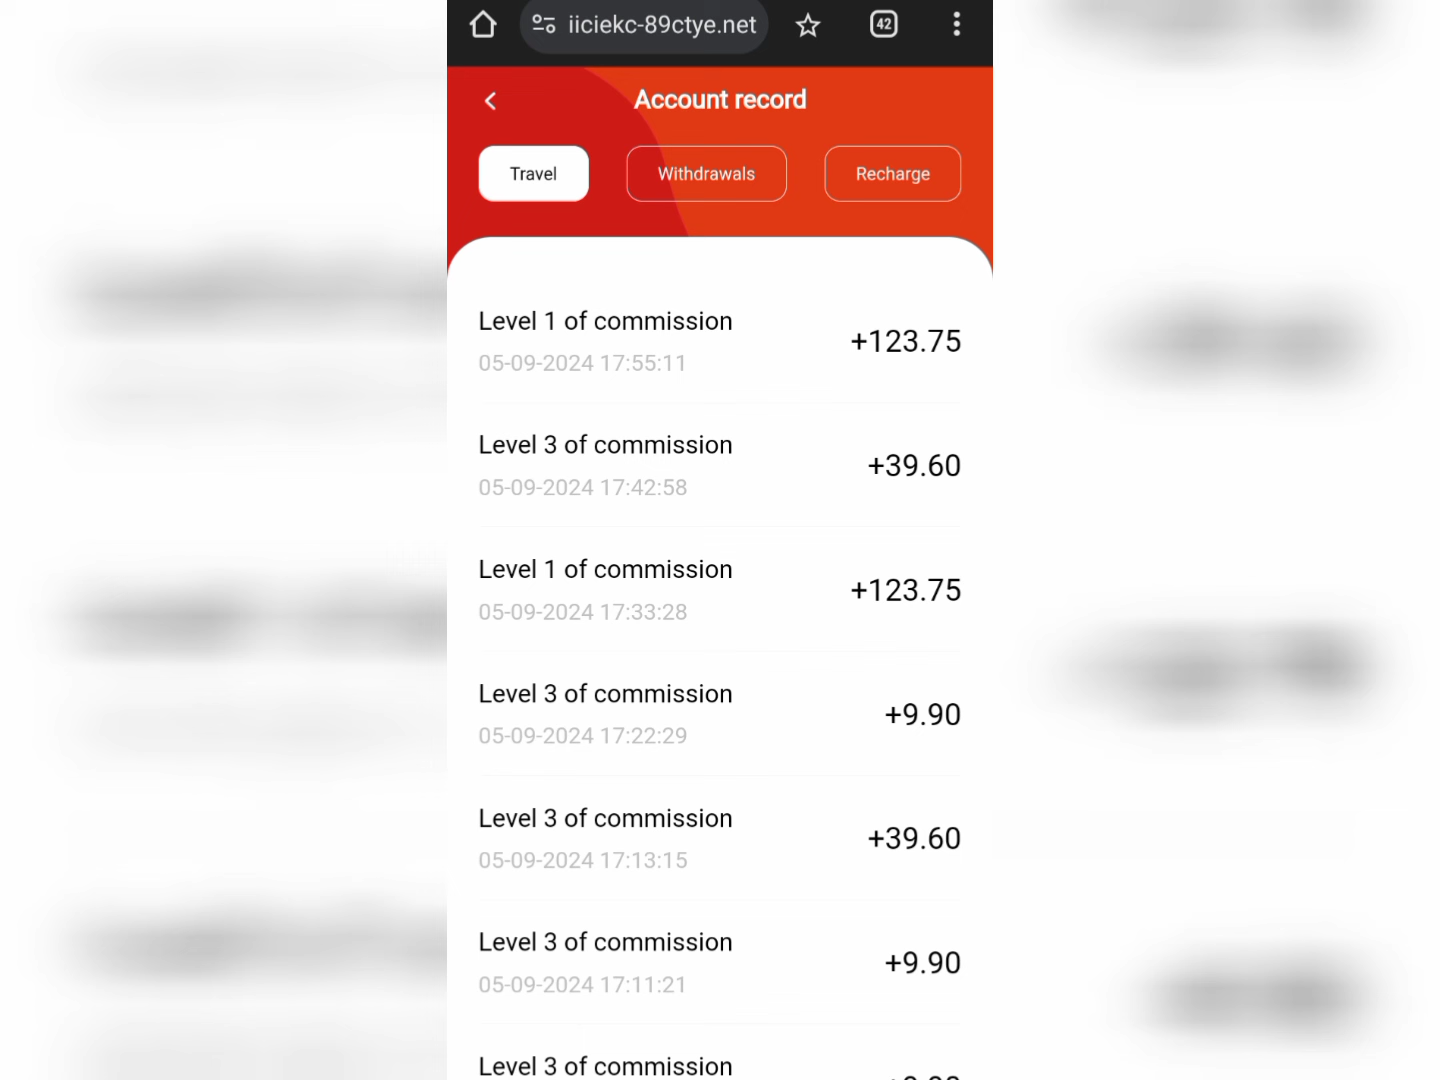 iiciekc-89ctye.net
42
Account record
Travel
Withdrawals
Recharge
Level 1 of commission
05-09-2024 17:55:11
+123.75
Level 3 of commission
05-09-2024 17:42:58
+39.60
Level 1 of commission
05-09-2024 17:33:28
+123.75
Level 3 of commission
05-09-2024 17:22:29
+9.90
Level 3 of commission
05-09-2024 17:13:15
+39.60
Level 3 of commission
05-09-2024 17:11:21
+9.90
Level 3 of commission